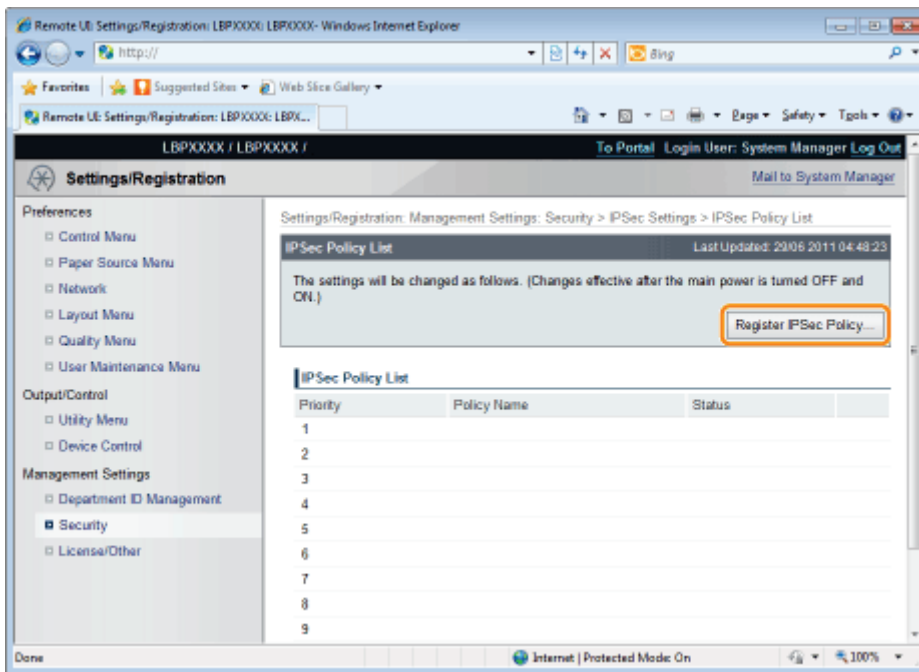 Remote UI: Settings/Registration: LBPXXXX: LBPXXXX- Windows Internet Explorer
http://
Bing
Favorites Suggested Sites Web Slice Gallery
Remote UI: Settings/Registration: LBPXXXX: LBPX...
Page Safety Tools
LBPXXXX / LBPXXXX /
To Portal Login User: System Manager Log Out
Settings/Registration
Mail to System Manager
Preferences
Control Menu
Paper Source Menu
Network
Layout Menu
Quality Menu
User Maintenance Menu
Output/Control
Utility Menu
Device Control
Management Settings
Department ID Management
Security
License/Other
Settings/Registration: Management Settings: Security > IPSec Settings > IPSec Policy List
IPSec Policy List
Last Updated: 29/06 2011 04:48:23
The settings will be changed as follows. (Changes effective after the main power is turned OFF and
ON.)
Register IPSec Policy...
IPSec Policy List
Priority Policy Name Status
1
2
3
4
5
6
7
8
9
Done
Internet | Protected Mode: On
100%